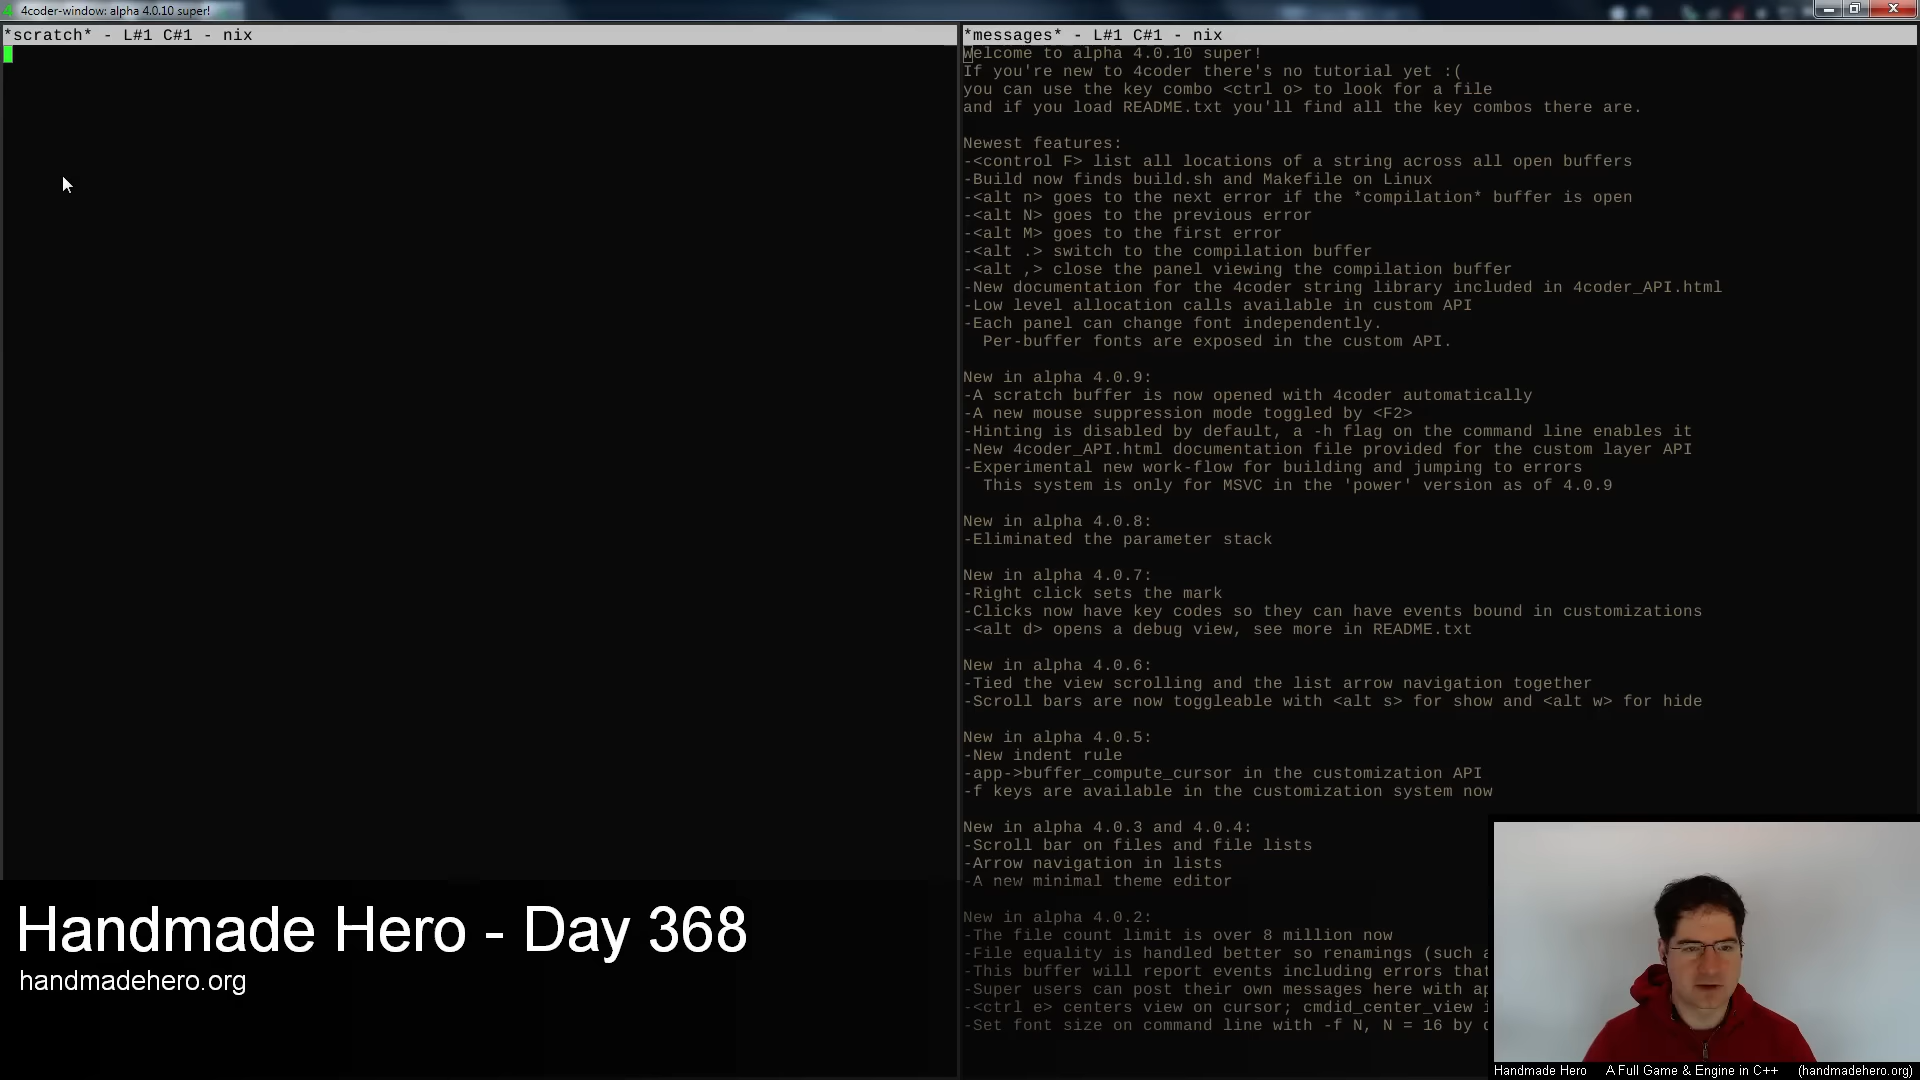 4coder-window: alpha 4.0.10 super!
*scratch* - L#1 C#1 - nix
*messages* - L#1 C#1 - nix
Welcome to alpha 4.0.10 super!
If you're new to 4coder there's no tutorial yet :(
you can use the key combo <ctrl o> to look for a file
and if you load README.txt you'll find all the key combos there are.
Newest features:
-<control F> list all locations of a string across all open buffers
-Build now finds build.sh and Makefile on Linux
-<alt n> goes to the next error if the *compilation* buffer is open
-<alt N> goes to the previous error
-<alt M> goes to the first error
-<alt .> switch to the compilation buffer
-<alt ,> close the panel viewing the compilation buffer
-New documentation for the 4coder string library included in 4coder_API.html
-Low level allocation calls available in custom API
-Each panel can change font independently.
Per-buffer fonts are exposed in the custom API.
New in alpha 4.0.9:
-A scratch buffer is now opened with 4coder automatically
-A new mouse suppression mode toggled by <F2>
-Hinting is disabled by default, a -h flag on the command line enables it
-New 4coder_API.html documentation file provided for the custom layer API
-Experimental new work-flow for building and jumping to errors
This system is only for MSVC in the 'power' version as of 4.0.9
New in alpha 4.0.8:
-Eliminated the parameter stack
New in alpha 4.0.7:
-Right click sets the mark
-Clicks now have key codes so they can have events bound in customizations
-<alt d> opens a debug view, see more in README.txt
New in alpha 4.0.6:
-Tied the view scrolling and the list arrow navigation together
-Scroll bars are now toggleable with <alt s> for show and <alt w> for hide
New in alpha 4.0.5:
-New indent rule
-app->buffer_compute_cursor in the customization API
-f keys are available in the customization system now
New in alpha 4.0.3 and 4.0.4:
-Scroll bar on files and file lists
-Arrow navigation in lists
-A new minimal theme editor
New in alpha 4.0.2:
-The file count limit is over 8 million now
-File equality is handled better so renamings (such
-This buffer will report events including errors that
-Super users can post their own messages here with
-<ctrl e> centers view on cursor; cmdid_center_view
-Set font size on command line with -f N, N = 16 by
Handmade Hero - Day 368
handmadehero.org
Handmade Hero A Full Game & Engine in C++ (handmadehero.org)